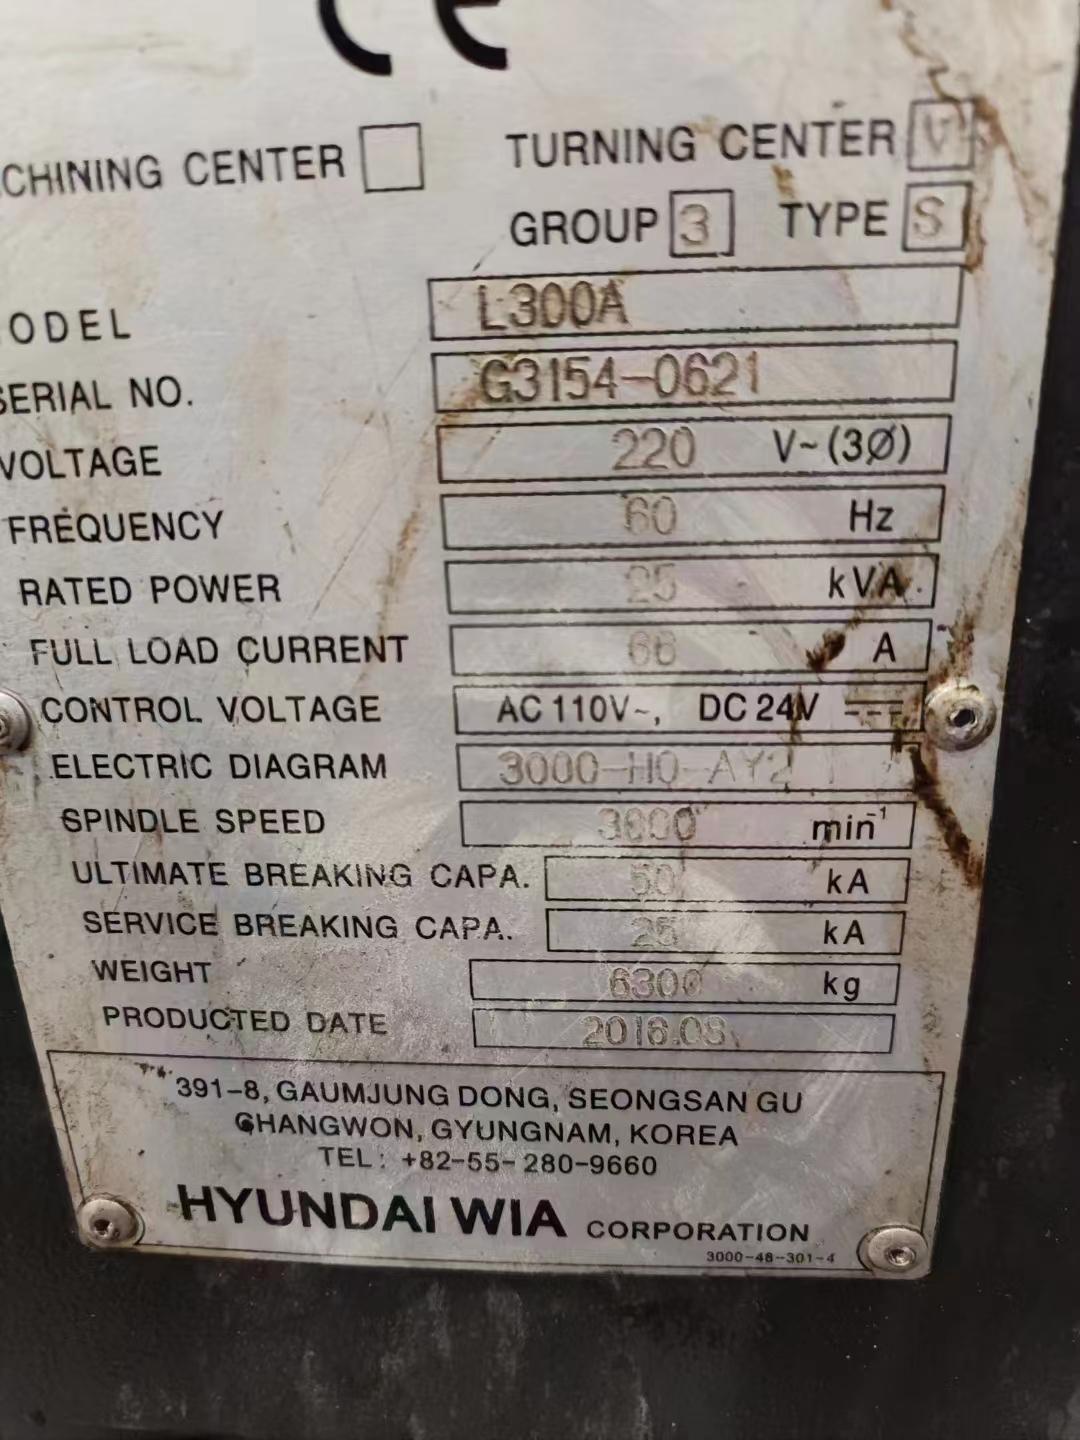 CE
CHINING CENTER TURNING CENTER V
GROUP 3 TYPE S
ODEL L300A
SERIAL NO. G3154-0621
VOLTAGE 220 V~(3Ø)
FREQUENCY 60 Hz
RATED POWER 25 kVA
FULL LOAD CURRENT 66 A
CONTROL VOLTAGE AC 110V~, DC 24V
ELECTRIC DIAGRAM 3000-H0-AY2
SPINDLE SPEED 3000 min⁻¹
ULTIMATE BREAKING CAPA. 50 kA
SERVICE BREAKING CAPA. 25 kA
WEIGHT 6300 kg
PRODUCTED DATE 2016.08
391-8, GAUMJUNG DONG, SEONGSAN GU
CHANGWON, GYUNGNAM, KOREA
TEL: +82-55-280-9660
HYUNDAI WIA CORPORATION
3000-48-301-4